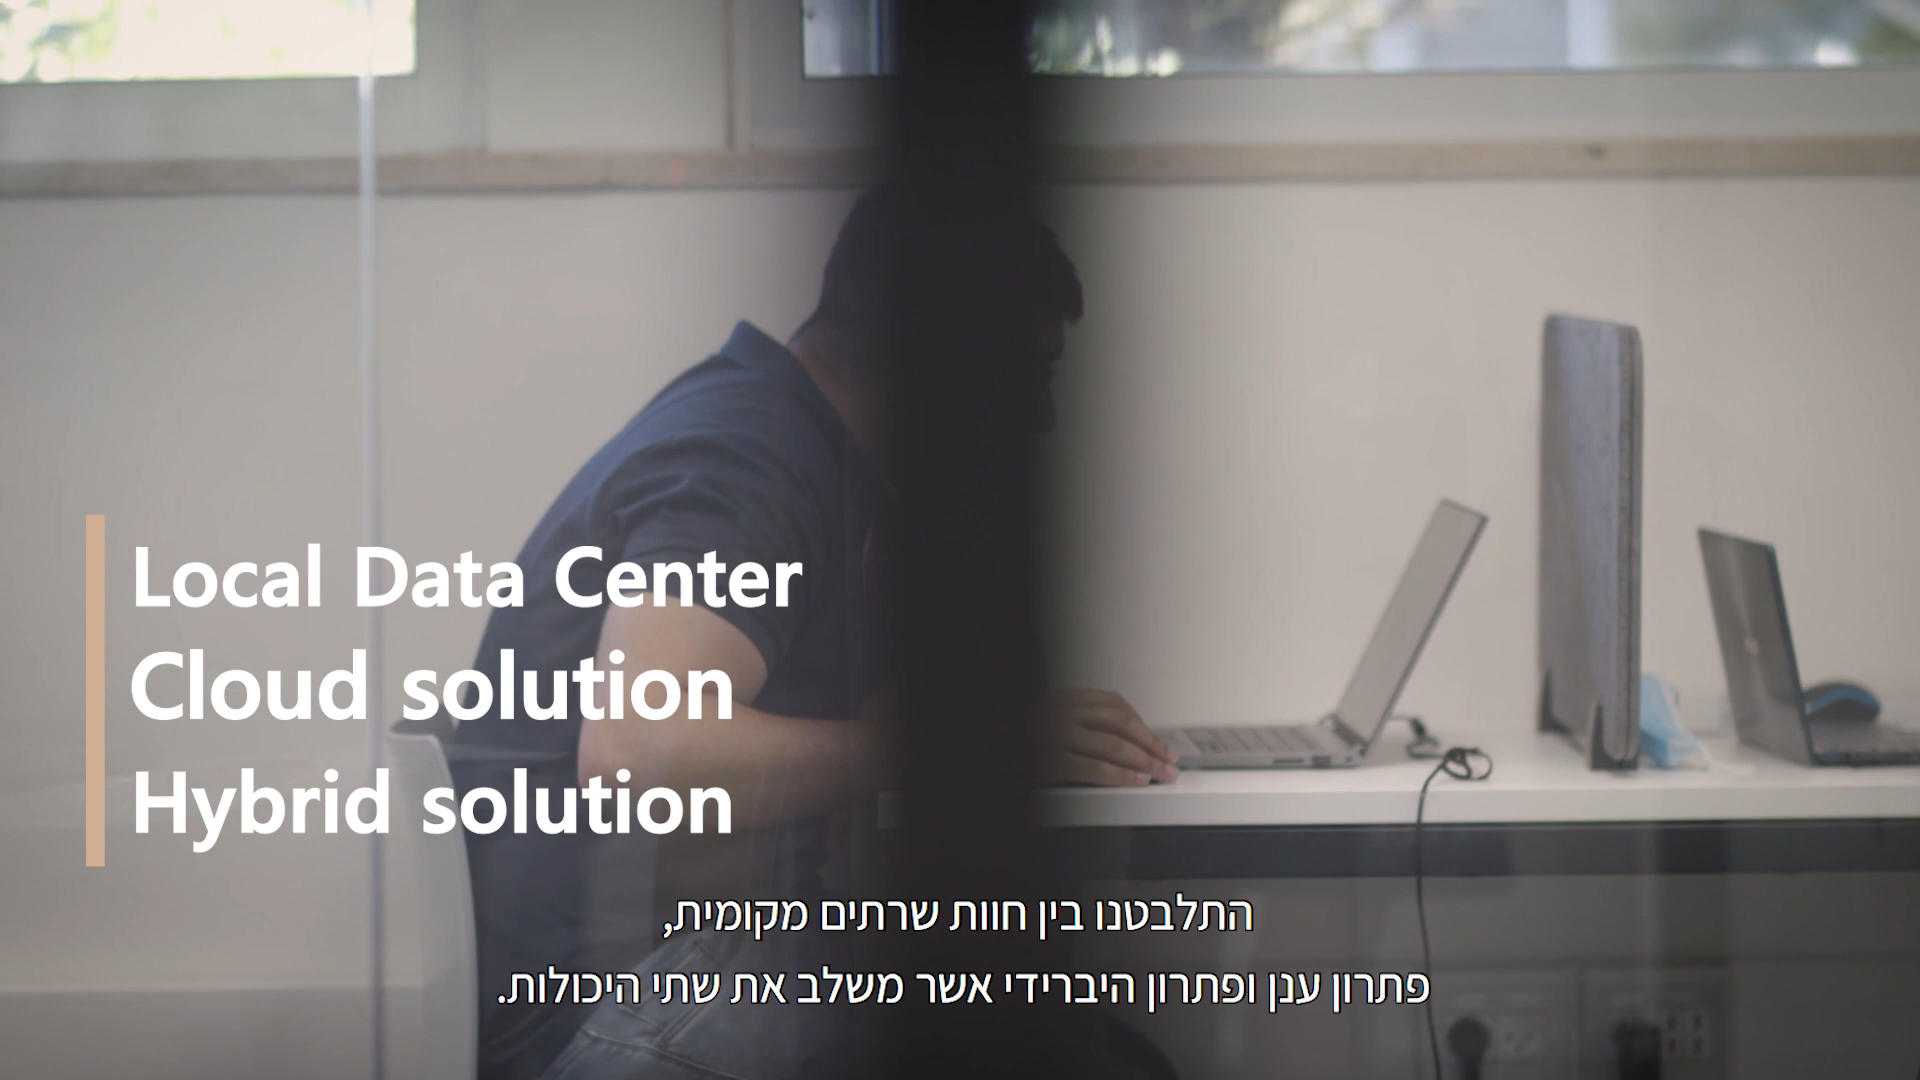 Local Data Center
Cloud solution
Hybrid solution
התלבטנו בין חוות שרתים מקומית,
פתרון ענן ופתרון היברידי אשר משלב את שתי היכולות.